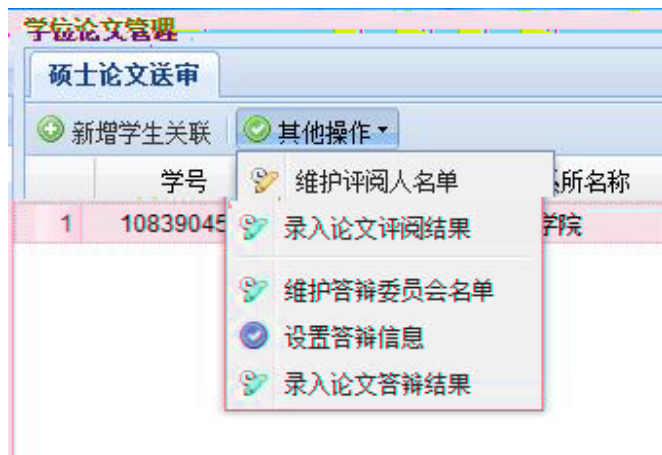 学位论文管理
硕士论文送审
新增学生关联 其他操作
学号 所名称
维护评阅人名单
1 10839045 学院
录入论文评阅结果
维护答辩委员会名单
设置答辩信息
录入论文答辩结果